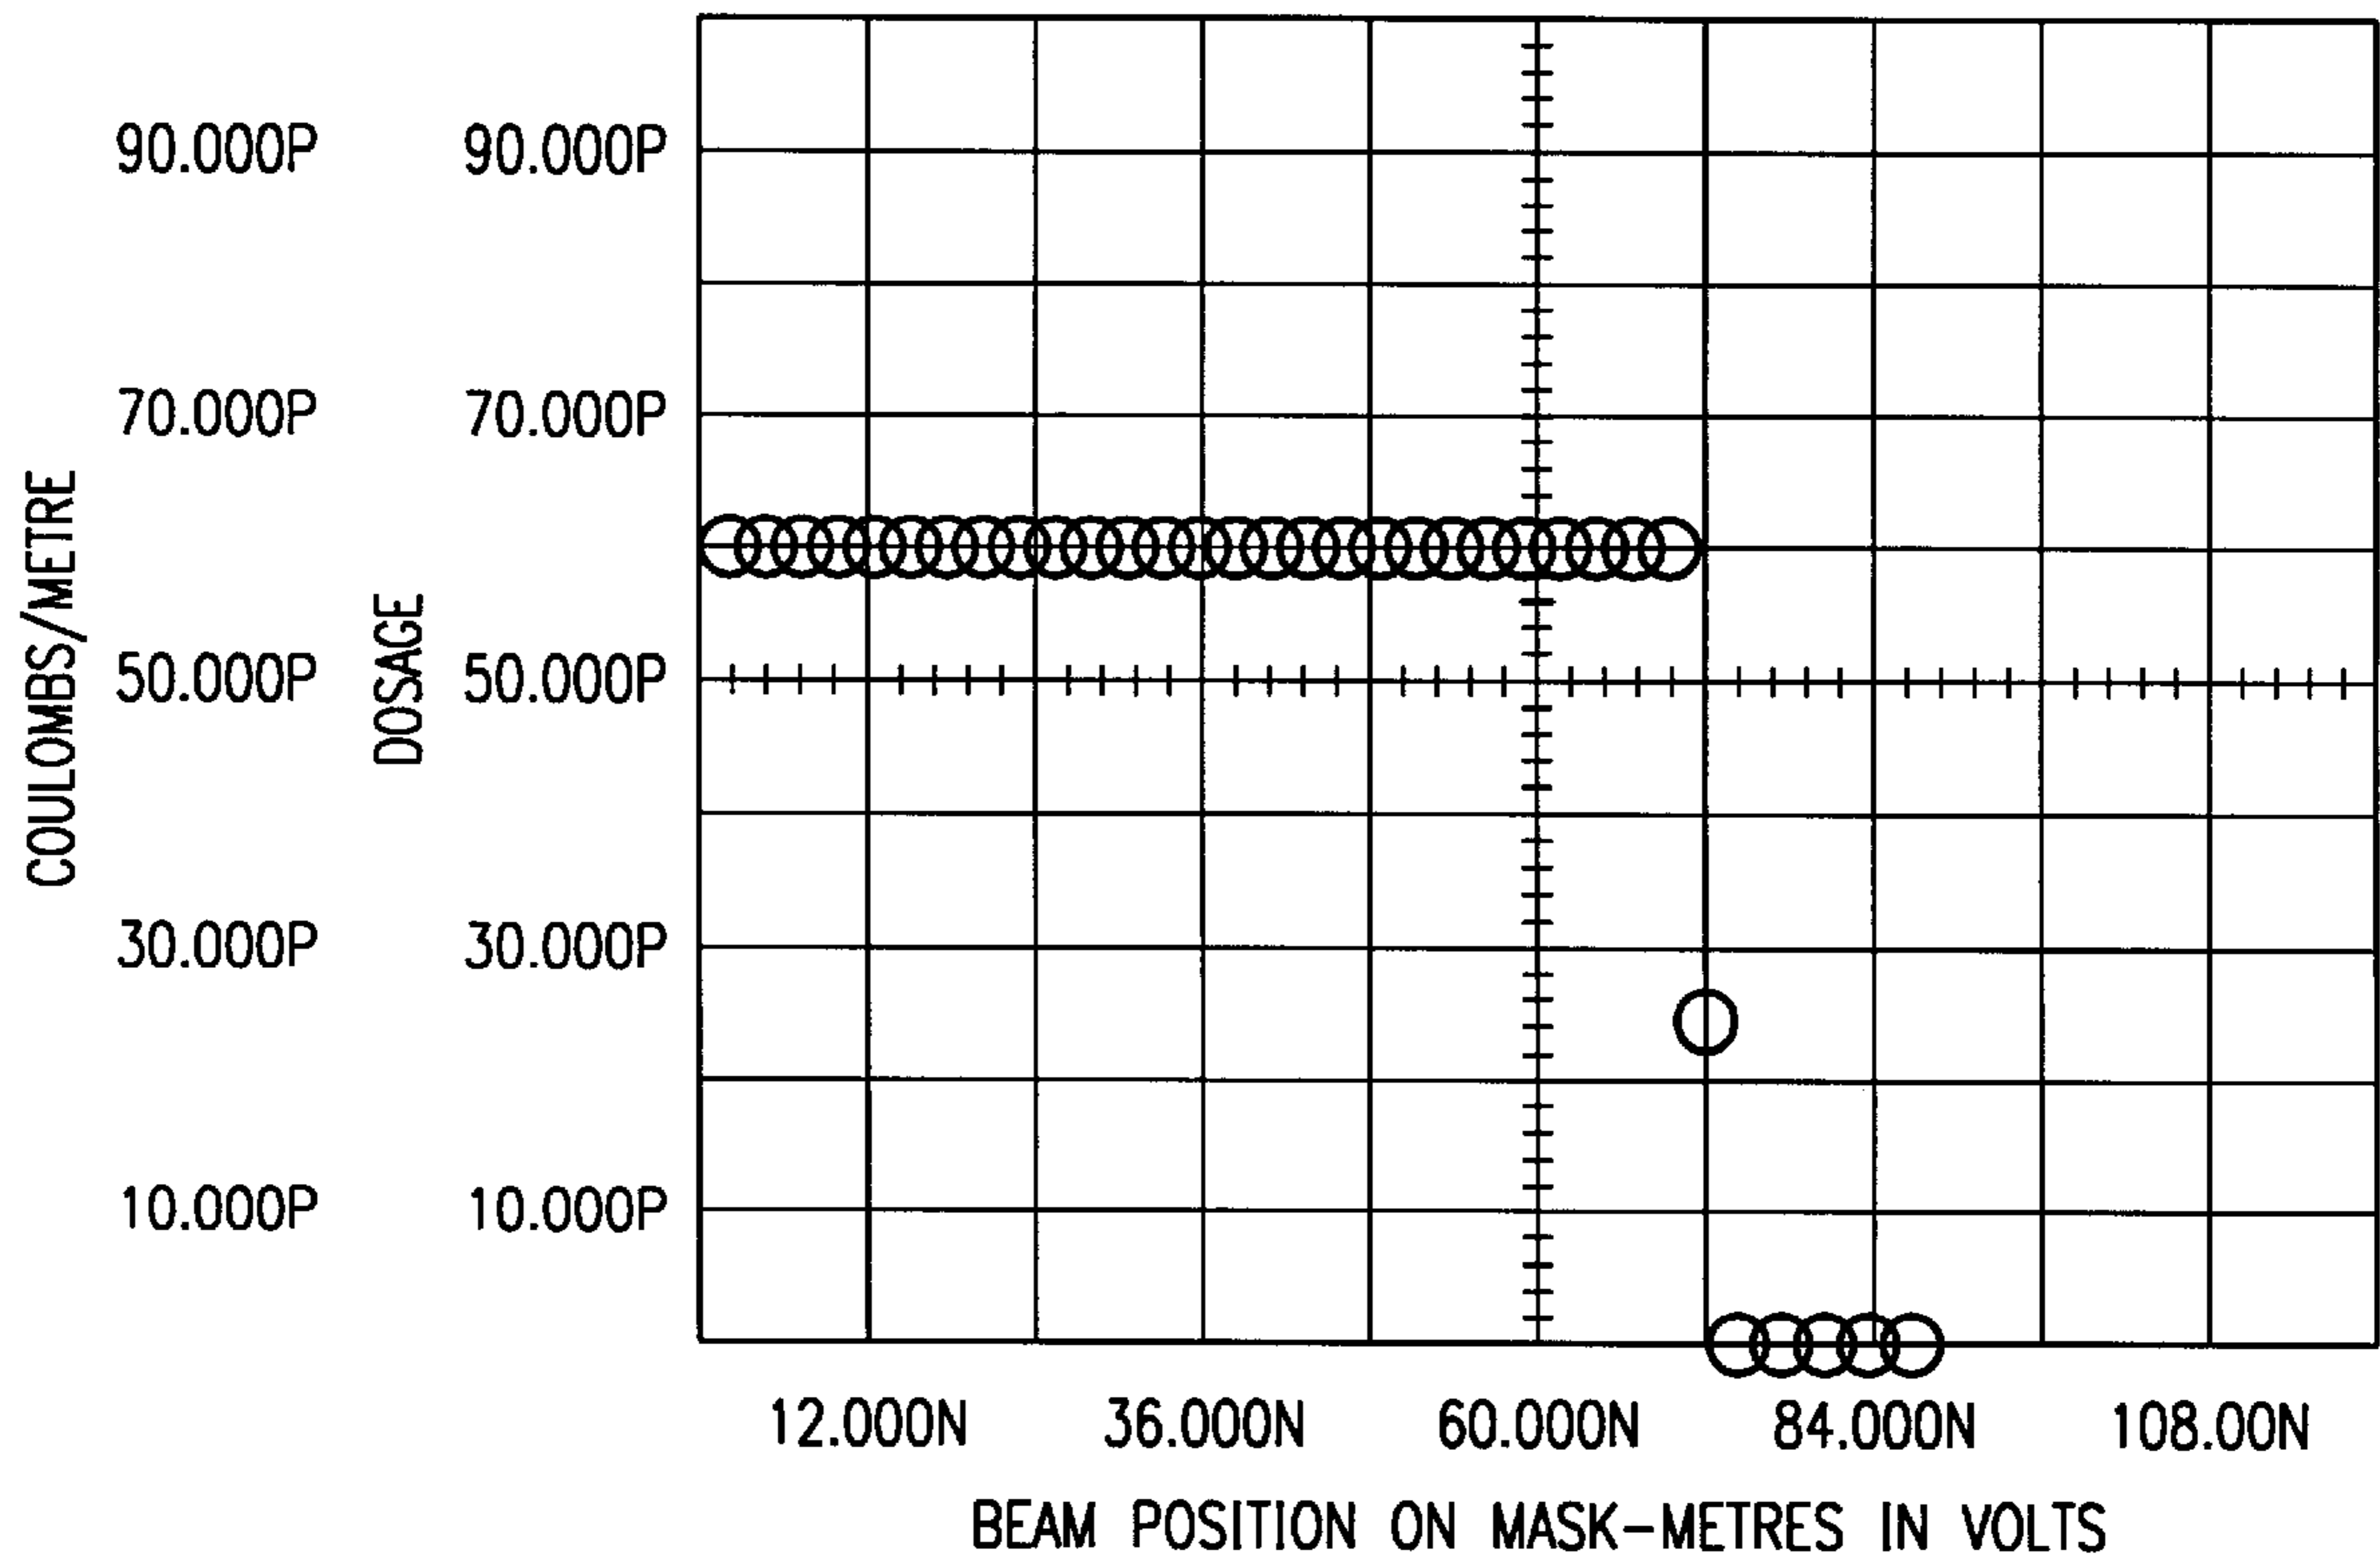 COULOMBS/METRE
DOSAGE
90.000P 90.000P
70.000P 70.000P
50.000P 50.000P
30.000P 30.000P
10.000P 10.000P
12.000N 36.000N 60.000N 84.000N 108.00N
BEAM POSITION ON MASK-METRES IN VOLTS